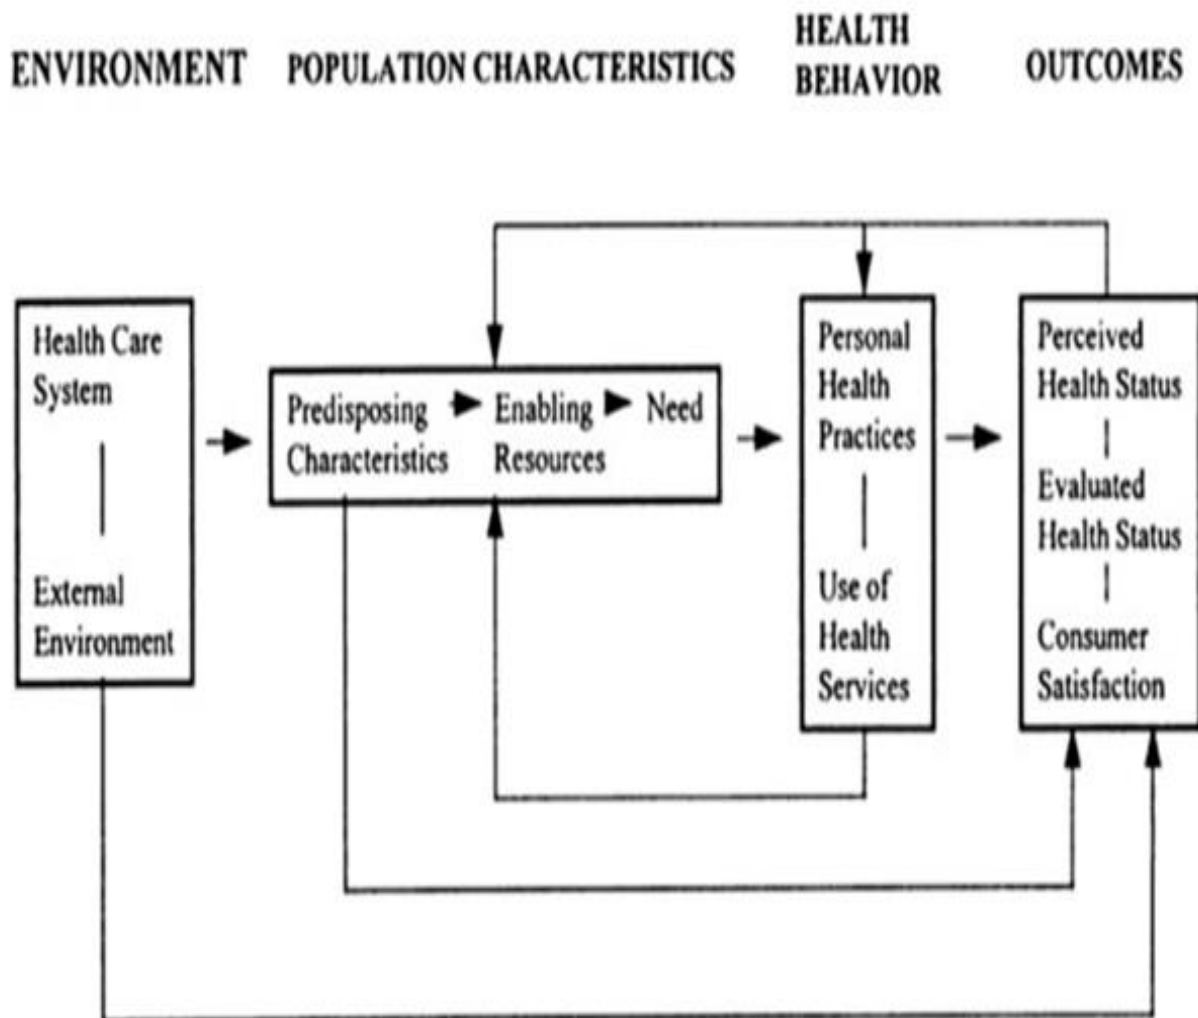 ENVIRONMENT
POPULATION CHARACTERISTICS
HEALTH
BEHAVIOR
OUTCOMES
Health Care
System
External
Environment
Predisposing
Characteristics
Enabling
Resources
Need
Personal
Health
Practices
Use of
Health
Services
Perceived
Health Status
Evaluated
Health Status
Consumer
Satisfaction